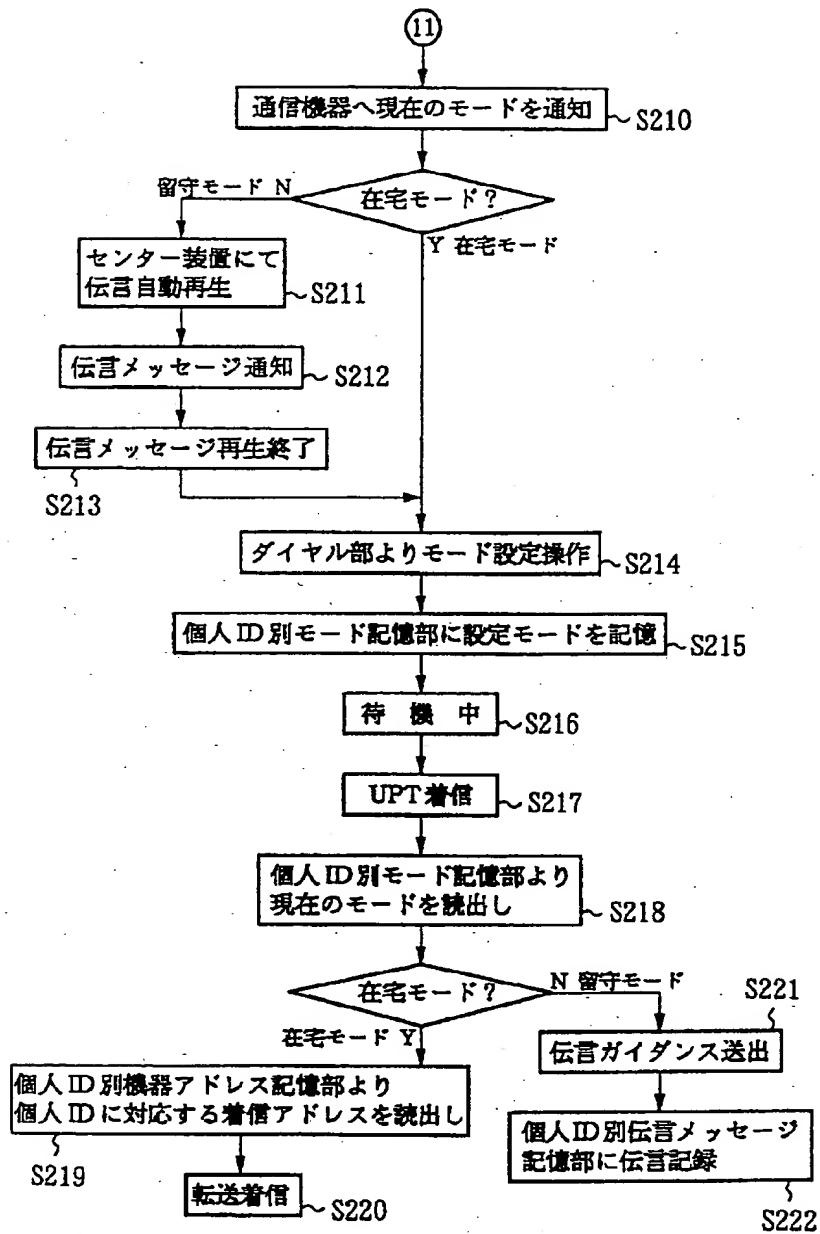 11
通信機器へ現在のモードを通知
S210
留守モード N
在宅モード?
Y 在宅モード
センター装置にて
伝言自動再生
S211
伝言メッセージ通知
S212
伝言メッセージ再生終了
S213
ダイヤル部よりモード設定操作
S214
個人ID別モード記憶部に設定モードを記憶
S215
待 機 中
S216
UPT着信
S217
個人ID別モード記憶部より
現在のモードを読出し
S218
在宅モード?
N 留守モード
在宅モード Y
S221
伝言ガイダンス送出
個人ID別機器アドレス記憶部より
個人IDに対応する着信アドレスを読出し
S219
個人ID別伝言メッセージ
記憶部に伝言記録
S222
転送着信
S220